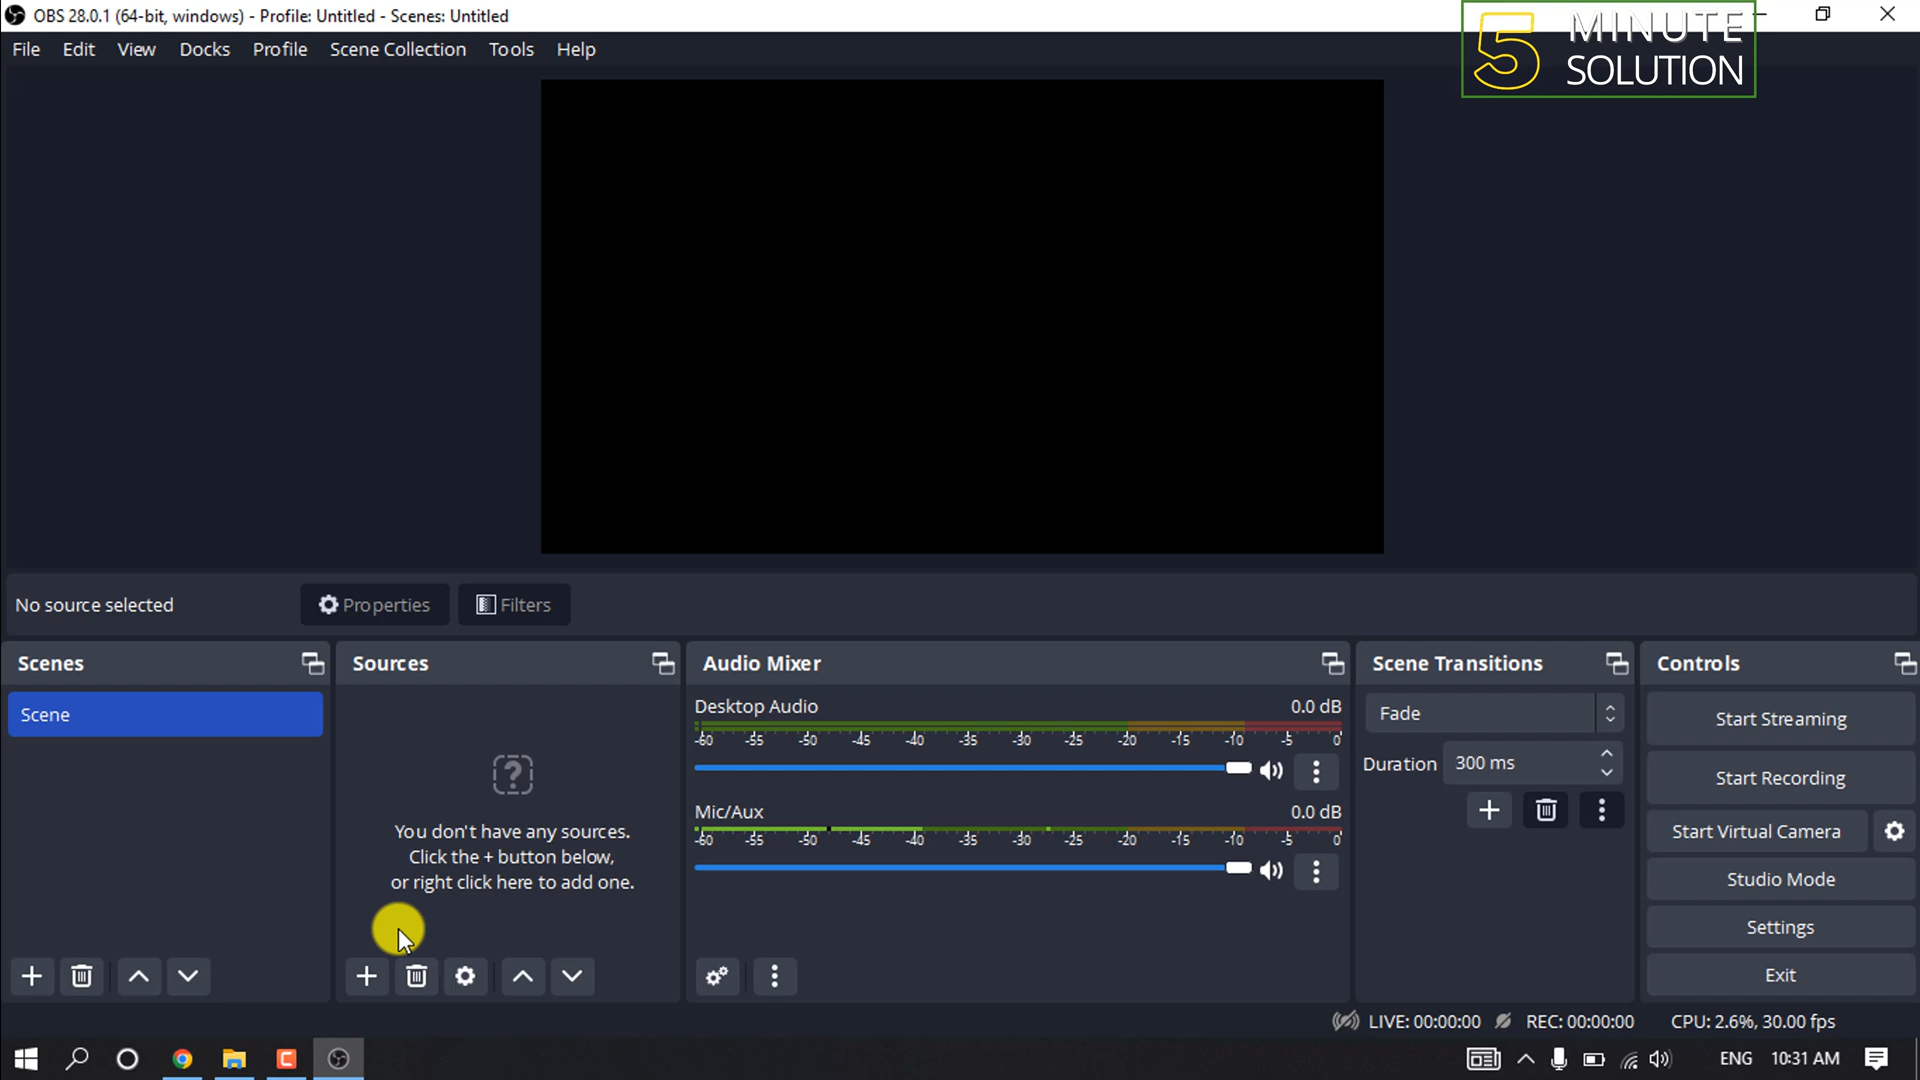 OBS 28.0.1 (64-bit, windows) - Profile: Untitled - Scenes: Untitled
5 MINUTE SOLUTION
File Edit View Docks Profile Scene Collection Tools Help
No source selected Properties Filters
Scenes
Scene
Sources
You don't have any sources.
Click the + button below,
or right click here to add one.
Audio Mixer
Desktop Audio 0.0 dB
-60 -55 -50 -45 -40 -35 -30 -25 -20 -15 -10 -5 0
Mic/Aux 0.0 dB
-60 -55 -50 -45 -40 -35 -30 -25 -20 -15 -10 -5 0
Scene Transitions
Fade
Duration 300 ms
Controls
Start Streaming
Start Recording
Start Virtual Camera
Studio Mode
Settings
Exit
LIVE: 00:00:00 REC: 00:00:00 CPU: 2.6%, 30.00 fps
ENG 10:31 AM